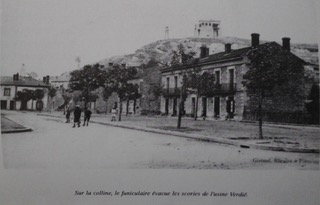 Sur la colline, le funiculaire évacue les scories de l'usine Verdié.